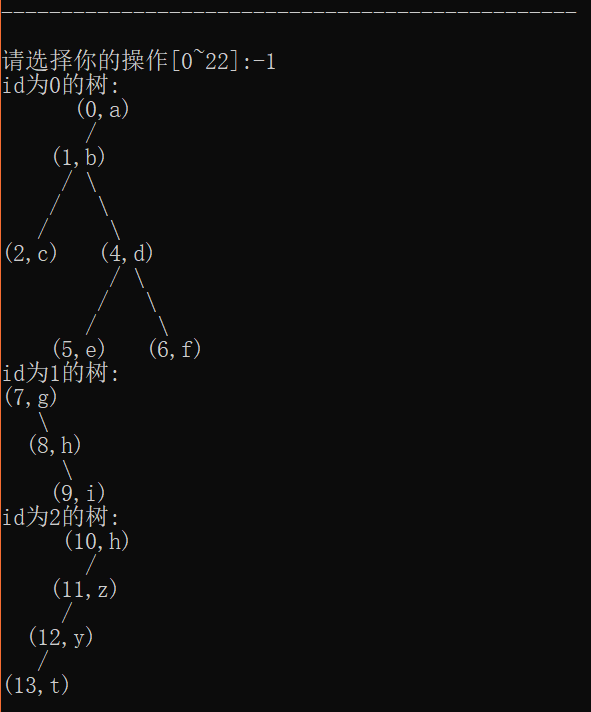 ------------------------------------------------
请选择你的操作[0~22]:-1
id为0的树:
      (0,a)
       /
    (1,b)
     / \
    /   \
   /     \
(2,c)   (4,d)
         / \
        /   \
       /     \
    (5,e)   (6,f)
id为1的树:
(7,g)
   \
  (8,h)
     \
    (9,i)
id为2的树:
     (10,h)
       /
    (11,z)
     /
  (12,y)
   /
(13,t)